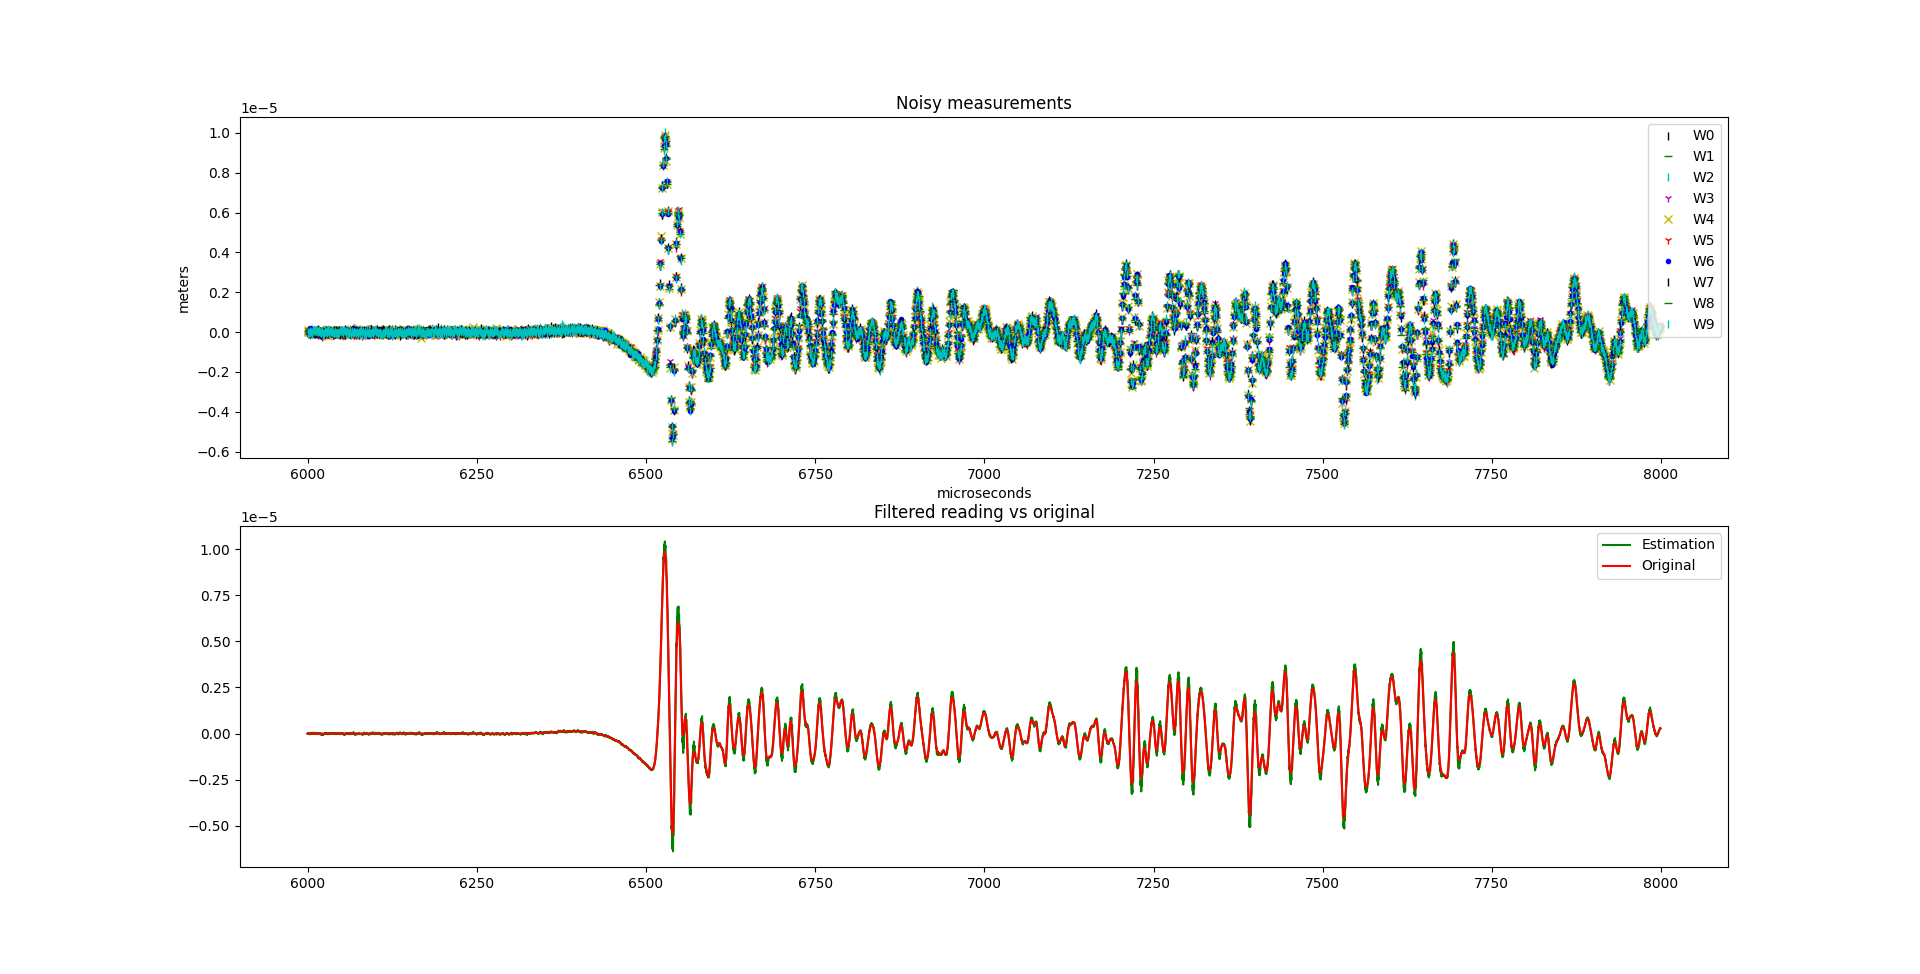 Noisy measurements
1e−5
meters
1.0
0.8
0.6
0.4
0.2
0.0
−0.2
−0.4
−0.6
W0
W1
W2
W3
W4
W5
W6
W7
W8
W9
6000 6250 6500 6750 7000 7250 7500 7750 8000
microseconds
Filtered reading vs original
1e−5
1.00
0.75
0.50
0.25
0.00
−0.25
−0.50
Estimation
Original
6000 6250 6500 6750 7000 7250 7500 7750 8000